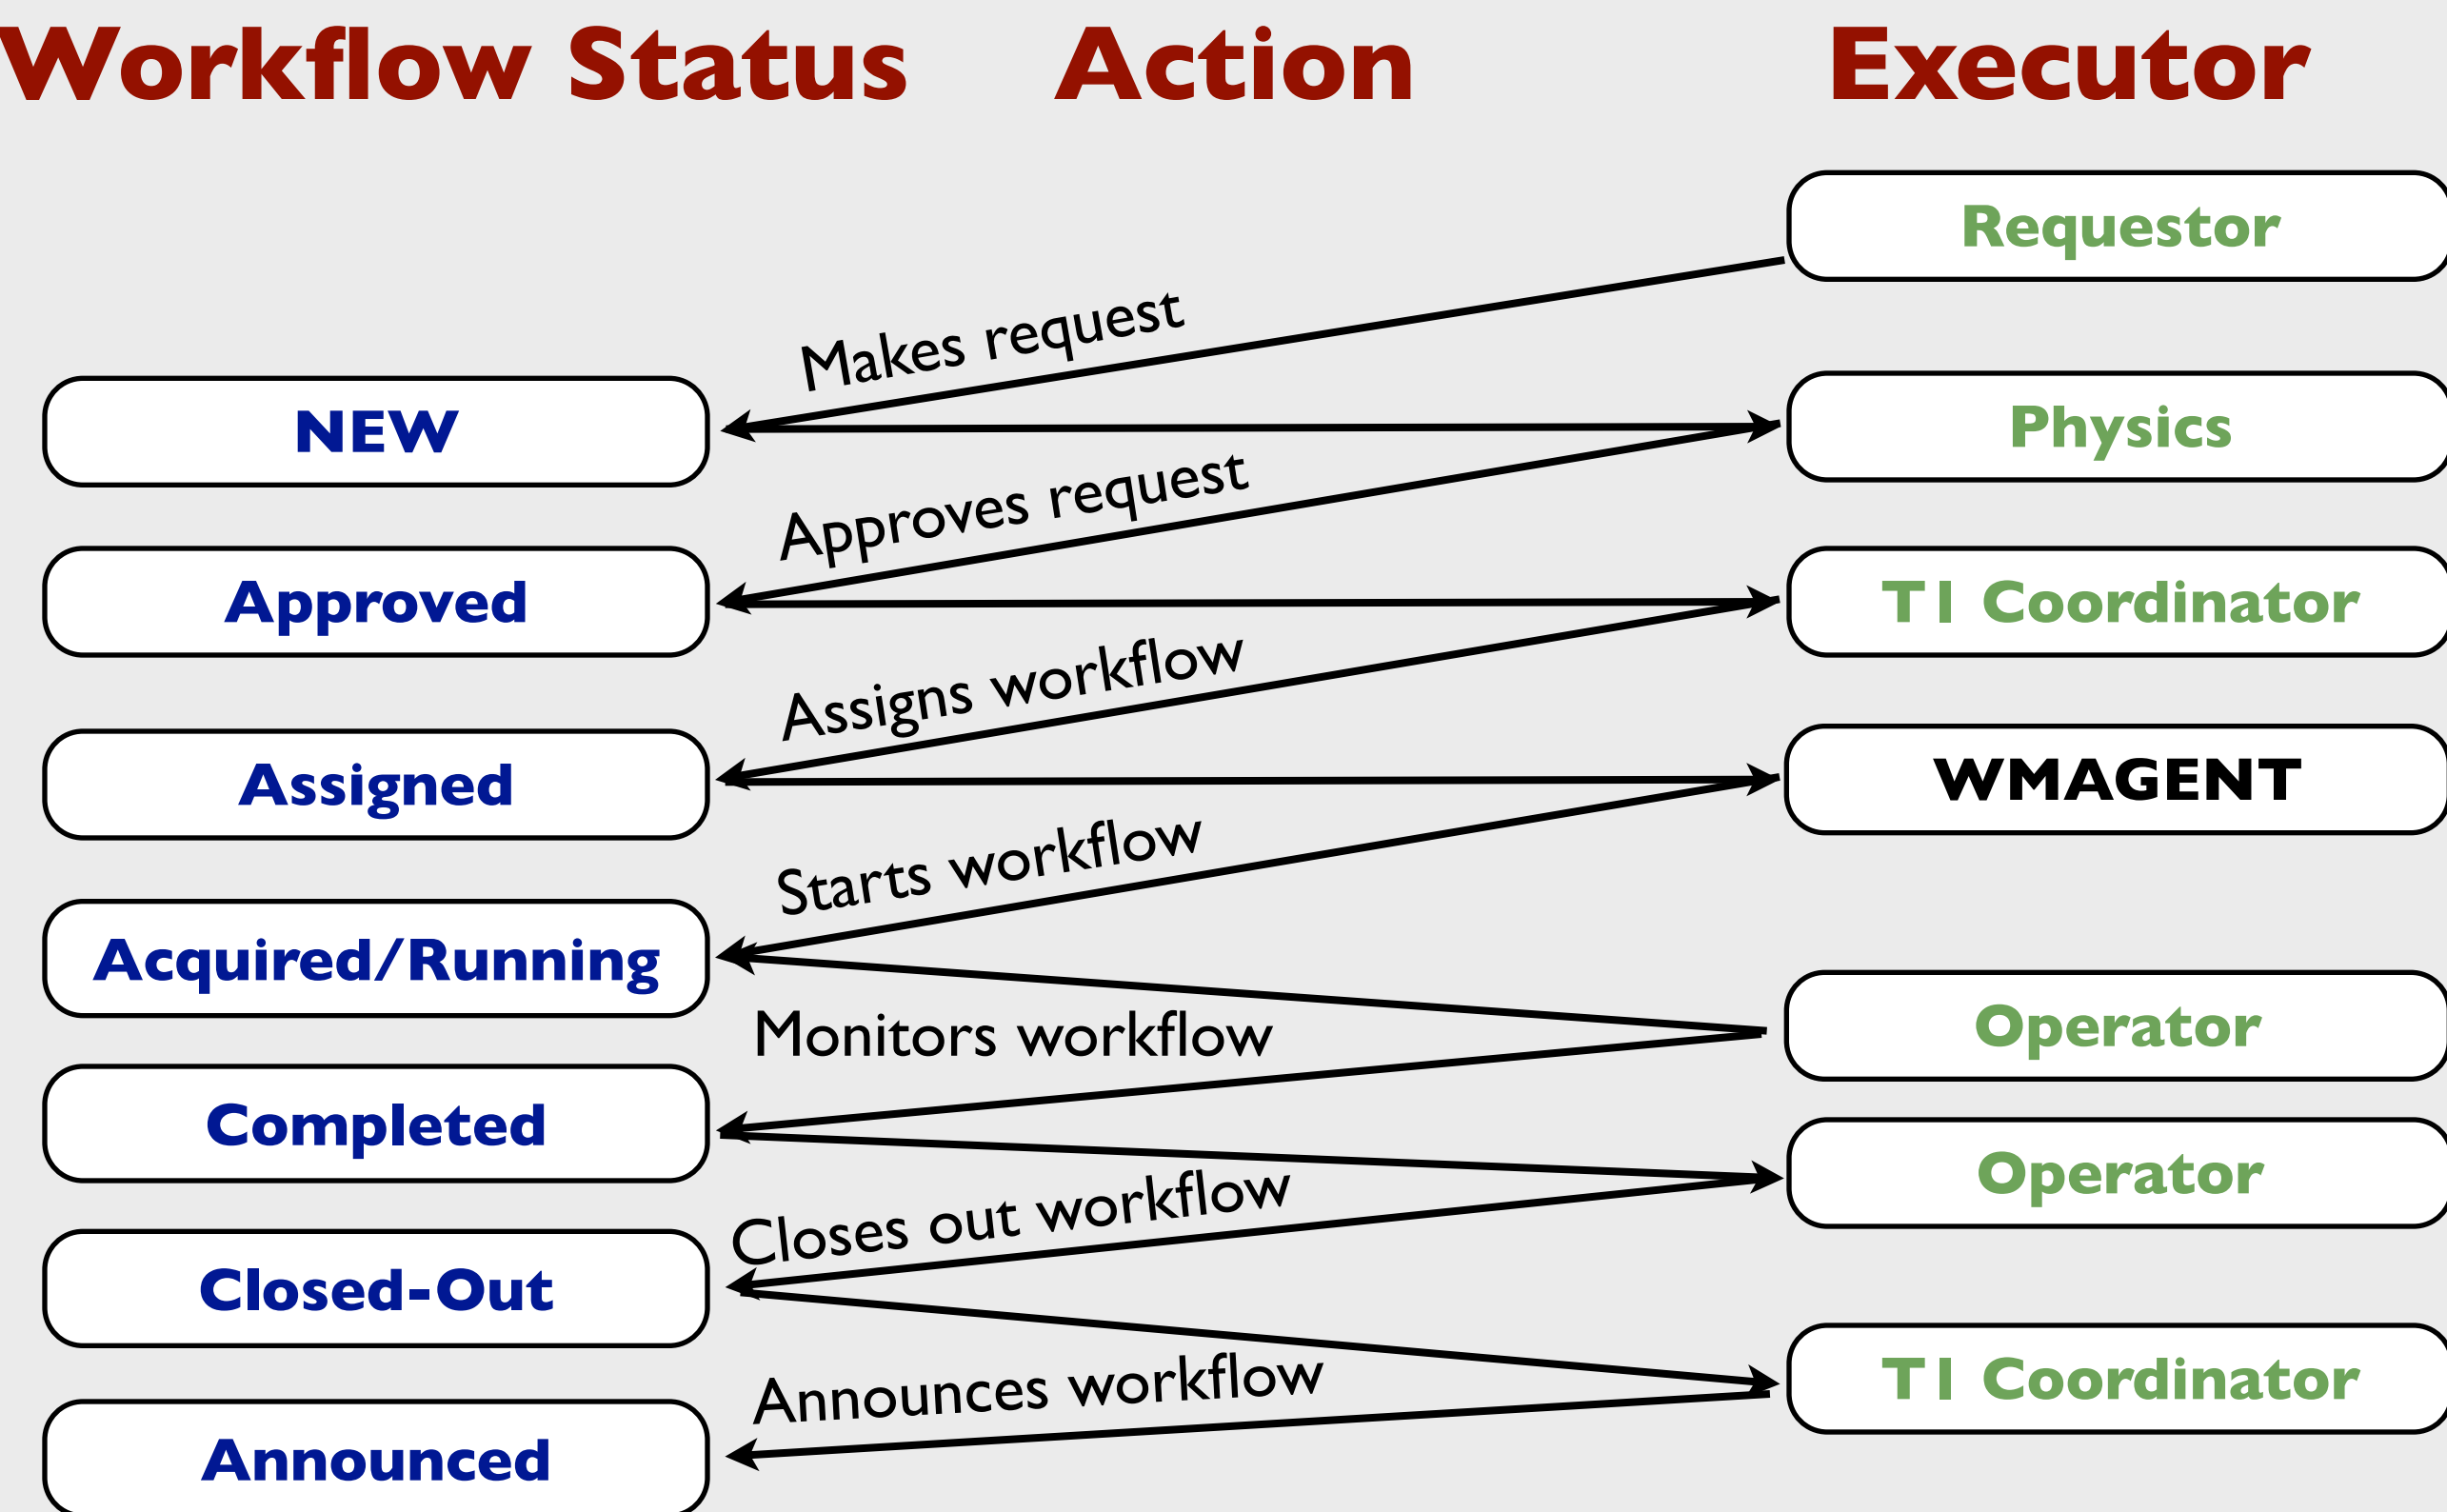 Workflow Status Action Executor
Requestor
Makes request
NEW
Physics
Approves request
Approved
T1 Coordinator
Assigns workflow
Assigned
WMAGENT
Starts workflow
Acquired/Running
Operator
Monitors workflow
Completed
Operator
Closes out workflow
Closed-Out
T1 Coordinator
Announces workflow
Announced